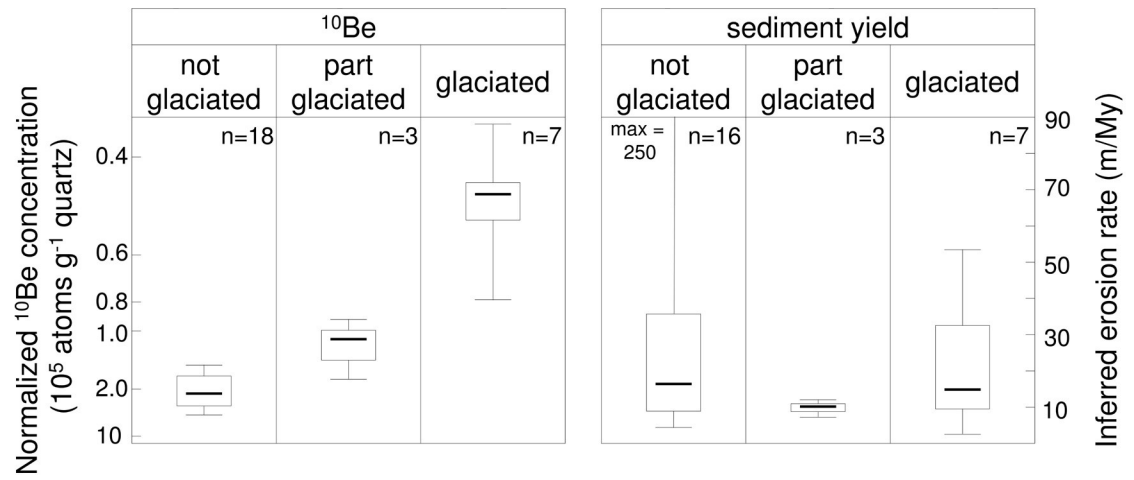 ¹⁰Be
not glaciated
part glaciated
glaciated
n=18
n=3
n=7
Normalized ¹⁰Be concentration
(10⁵ atoms g⁻¹ quartz)
0.4
0.6
0.8
1.0
2.0
10
sediment yield
not glaciated
part glaciated
glaciated
max = 250
n=16
n=3
n=7
90
70
50
30
10
Inferred erosion rate (m/My)